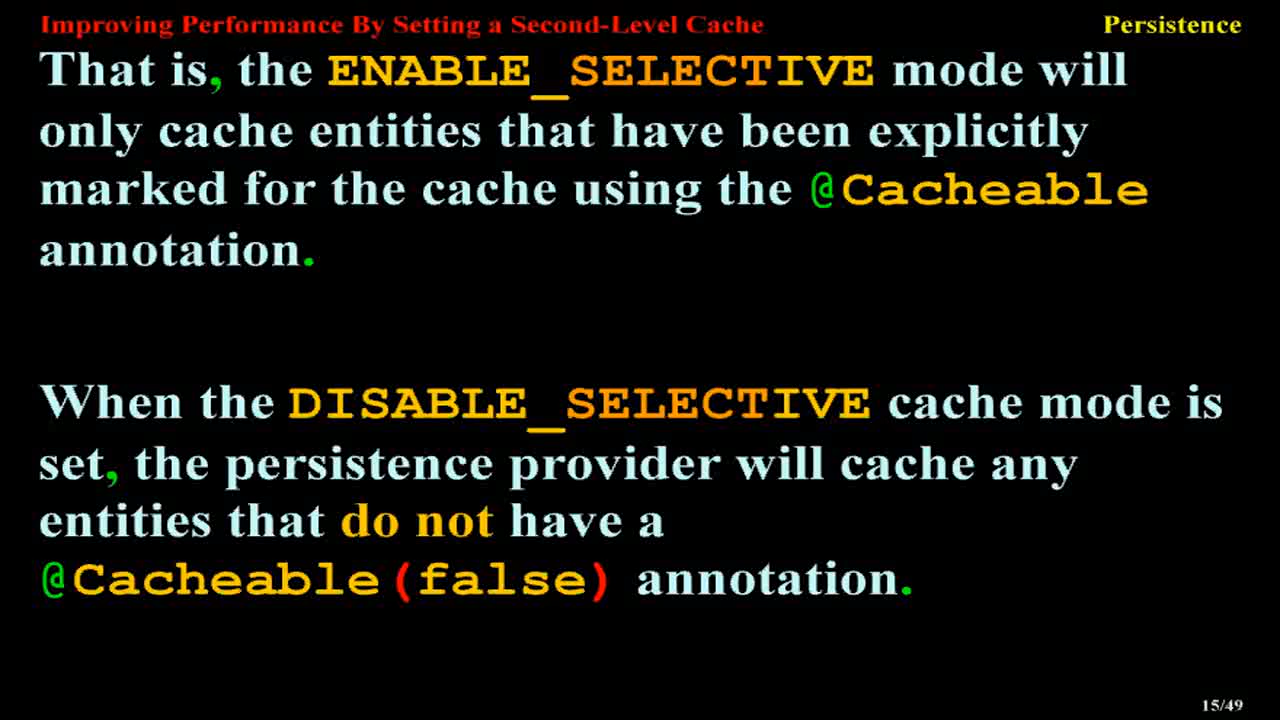 Improving Performance By Setting a Second-Level Cache
Persistence
That is, the ENABLE_SELECTIVE mode will
only cache entities that have been explicitly
marked for the cache using the @Cacheable
annotation.
When the DISABLE_SELECTIVE cache mode is
set, the persistence provider will cache any
entities that do not have a
@Cacheable(false) annotation.
15/49